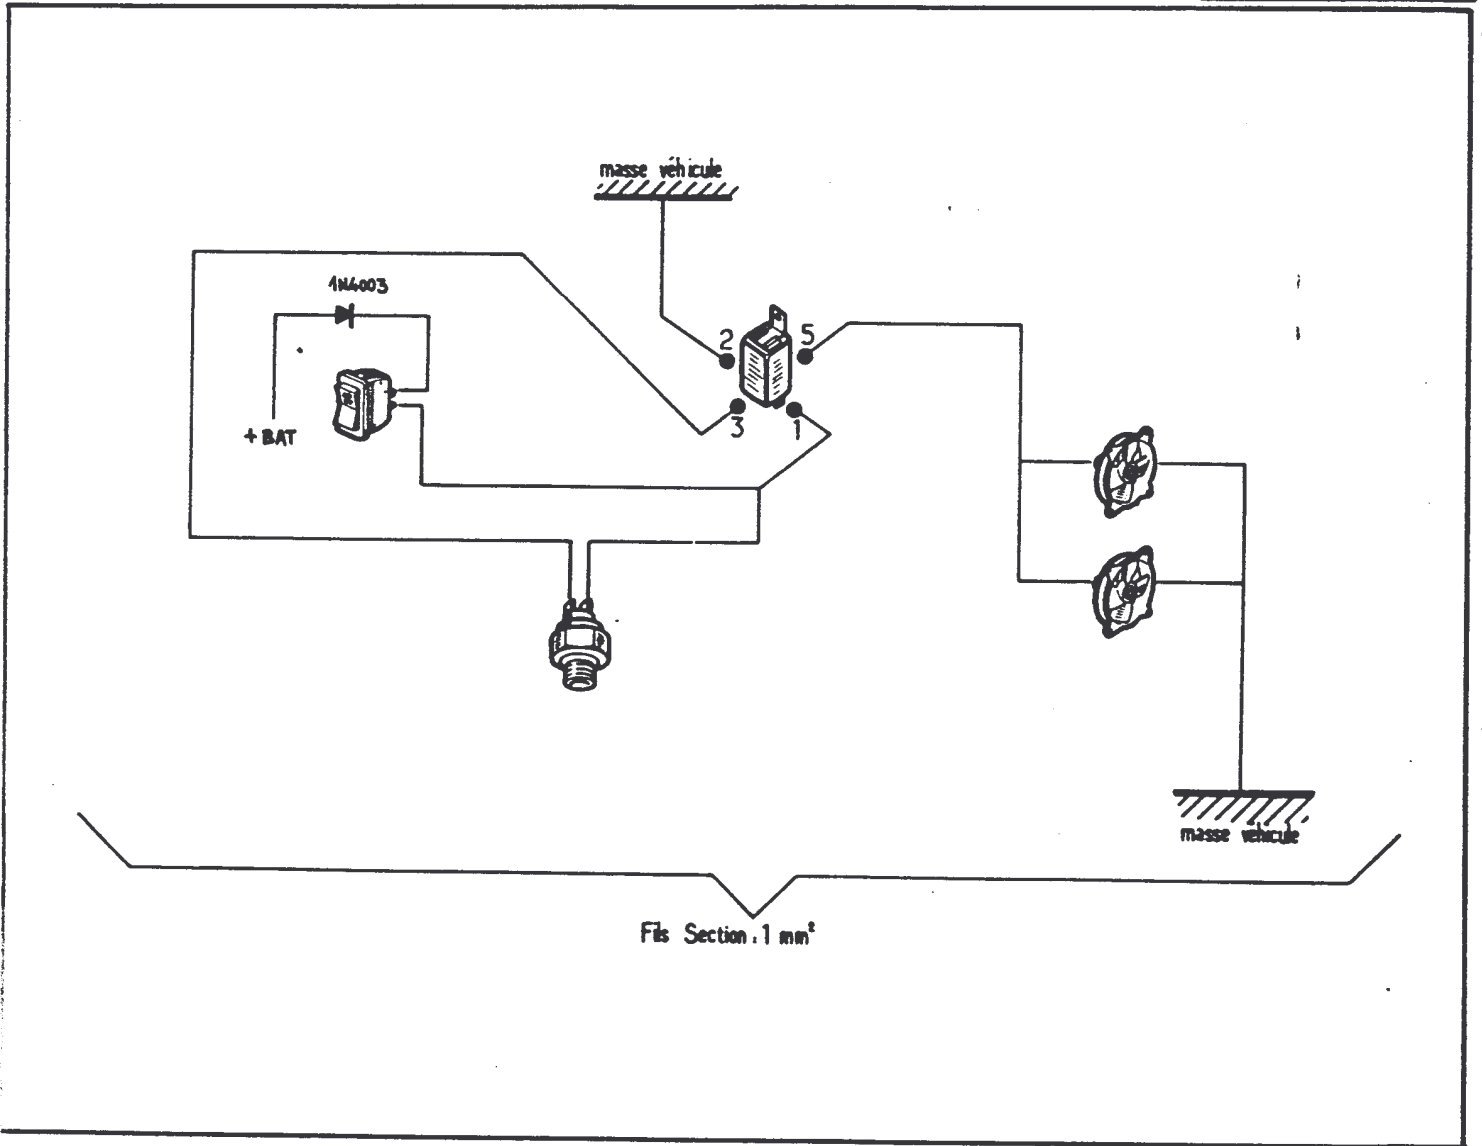 masse véhicule
1N4003
2
5
+ BAT
3
1
masse véhicule
Fils Section : 1 mm²